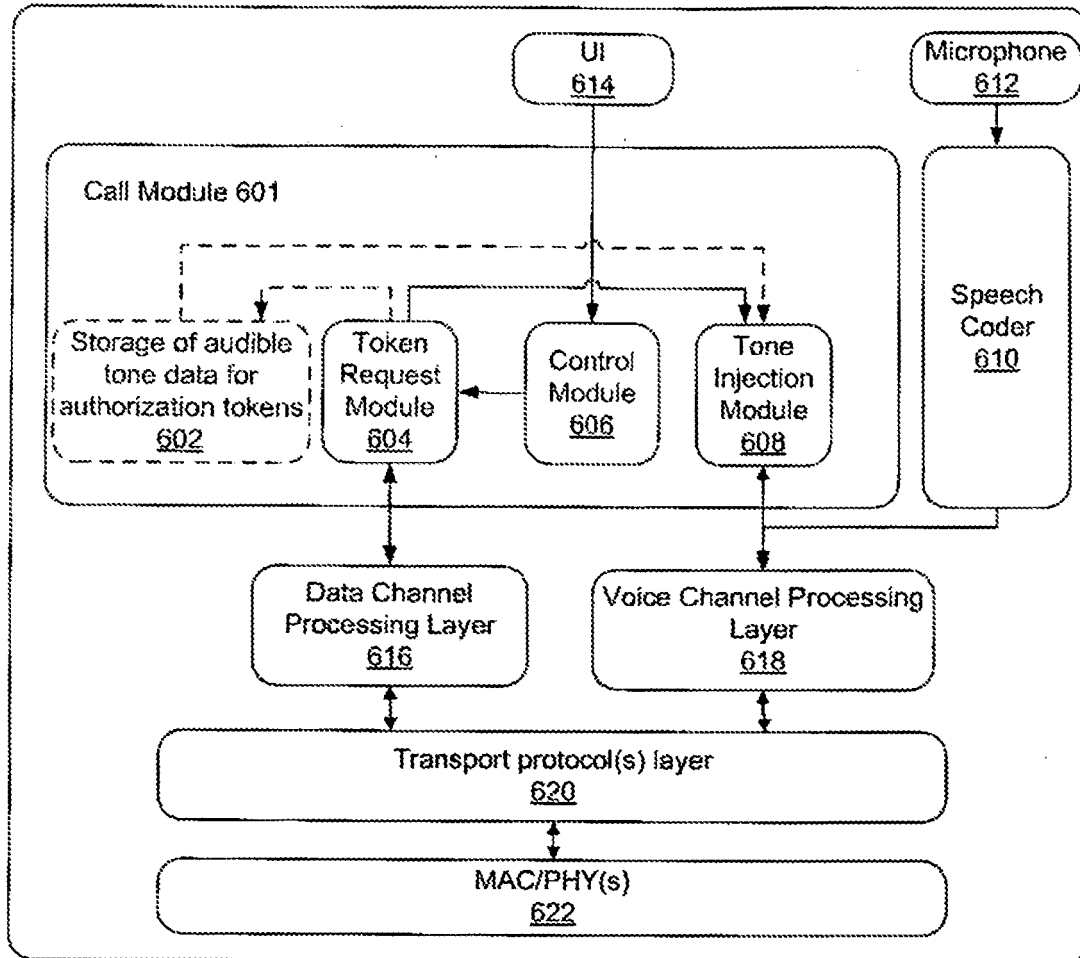 UI
614
Microphone
612
Call Module 601
Storage of audible
tone data for
authorization tokens
602
Token
Request
Module
604
Control
Module
606
Tone
Injection
Module
608
Speech
Coder
610
Data Channel
Processing Layer
616
Voice Channel Processing
Layer
618
Transport protocol(s) layer
620
MAC/PHY(s)
622